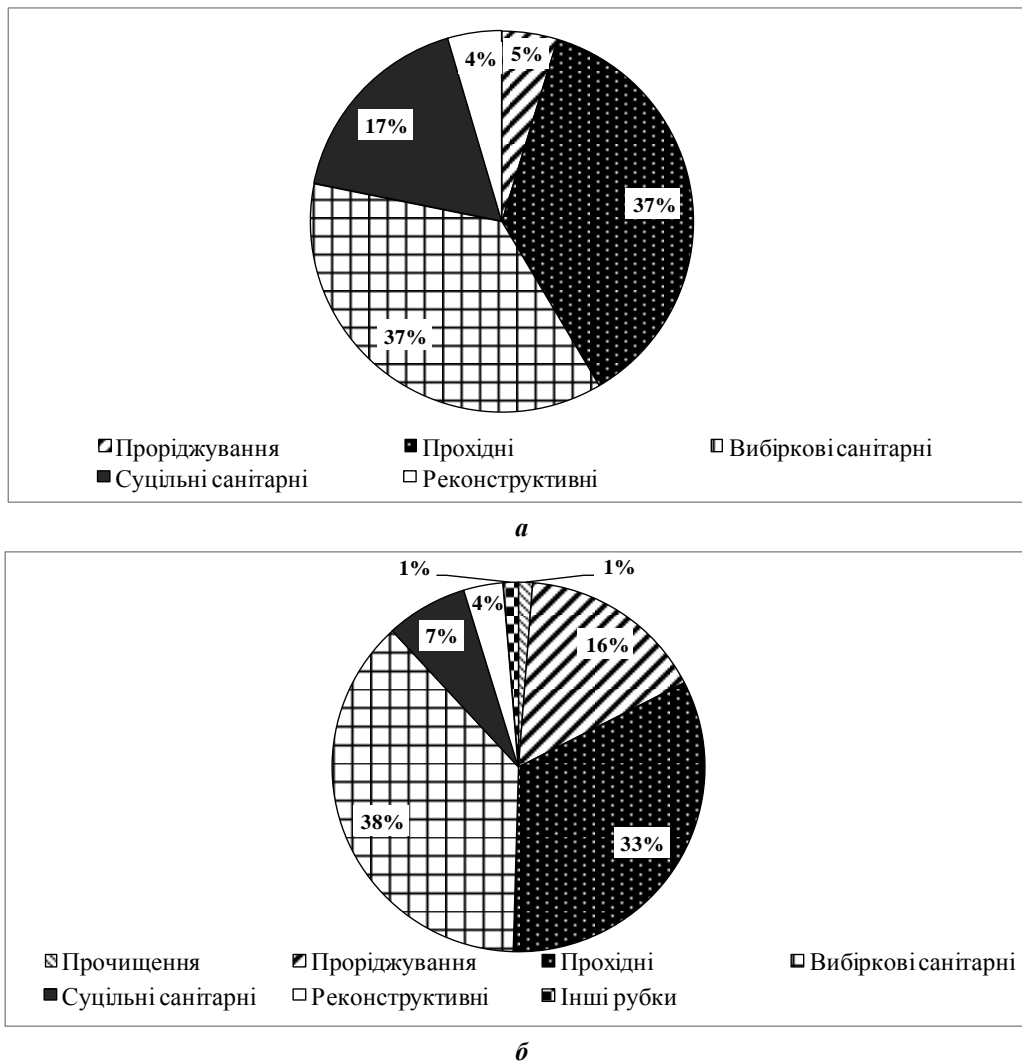 4% 5%
17%
37%
37%
Проріджування Прохідні Вибіркові санітарні
Суцільні санітарні Реконструктивні
а
1% 1%
4%
7% 16%
38%
33%
Прочищення Проріджування Прохідні Вибіркові санітарні
Суцільні санітарні Реконструктивні Інші рубки
б